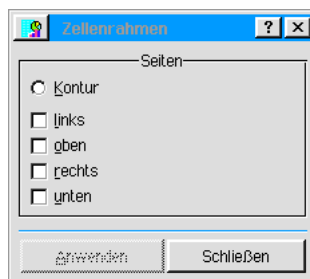 Zellenrahmen ? ×
Seiten
Kontur
links
oben
rechts
unten
Anwenden Schließen